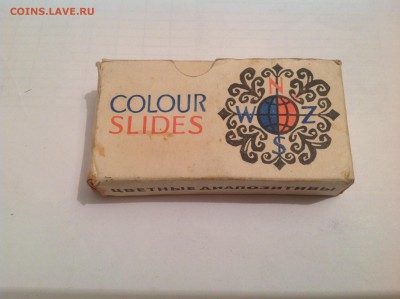 COINS.LAVE.RU
COLOUR
SLIDES
N
W Z
S
ЦВЕТНЫЕ ДИАПОЗИТИВЫ